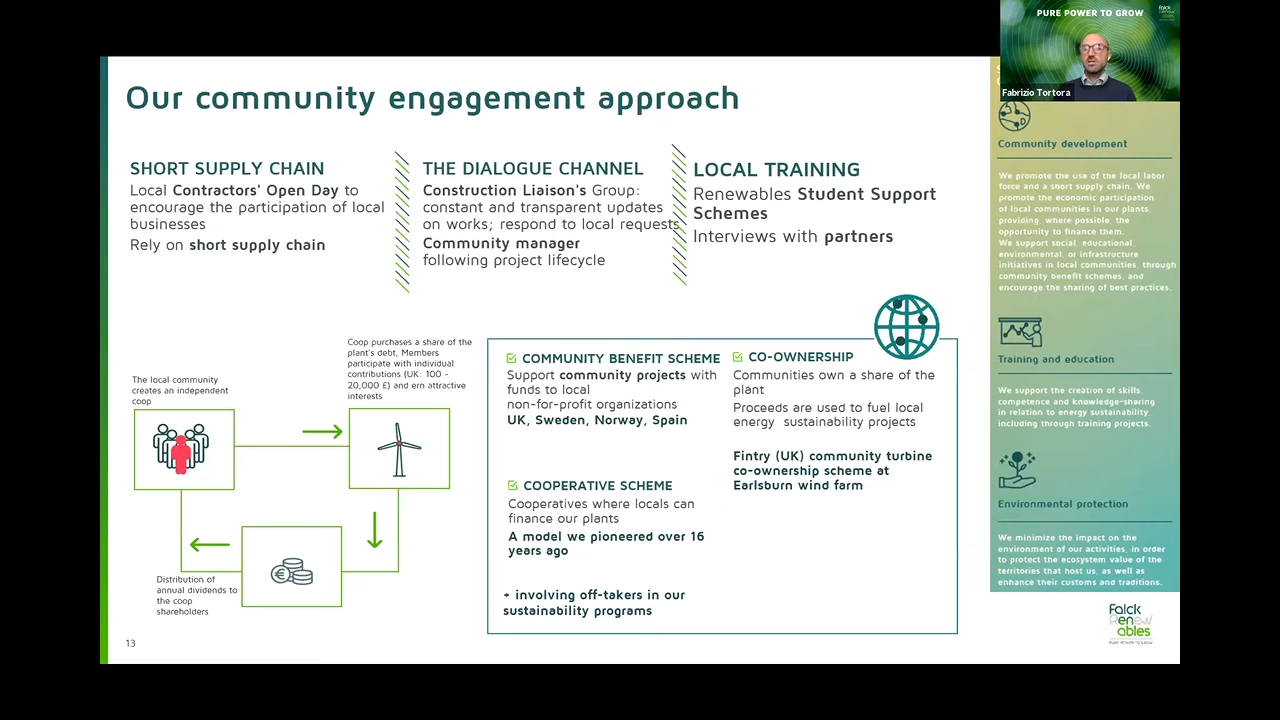 PURE POWER TO GROW
Falck
Renew
ables
Fabrizio Tortora
Our community engagement approach
SHORT SUPPLY CHAIN
Local Contractors' Open Day to
encourage the participation of local
businesses
Rely on short supply chain
THE DIALOGUE CHANNEL
Construction Liaison's Group:
constant and transparent updates
on works; respond to local requests
Community manager
following project lifecycle
LOCAL TRAINING
Renewables Student Support
Schemes
Interviews with partners
The local community
creates an independent
coop
Coop purchases a share of the
plant's debt, Members
participate with individual
contributions (UK: 100 -
20,000 £) and ern attractive
interests
Distribution of
annual dividends to
the coop
shareholders
COMMUNITY BENEFIT SCHEME
Support community projects with
funds to local
non-for-profit organizations
UK, Sweden, Norway, Spain
COOPERATIVE SCHEME
Cooperatives where locals can
finance our plants
A model we pioneered over 16
years ago
+ involving off-takers in our
sustainability programs
CO-OWNERSHIP
Communities own a share of the
plant
Proceeds are used to fuel local
energy sustainability projects
Fintry (UK) community turbine
co-ownership scheme at
Earlsburn wind farm
Community development
We promote the use of the local labor
force and a short supply chain. We
promote the economic participation
of local communities in our plants,
providing, where possible, the
opportunity to finance them.
We support social, educational,
environmental, or infrastructure
initiatives in local communities, through
community benefit schemes, and
encourage the sharing of best practices.
Training and education
We support the creation of skills,
competence and knowledge-sharing
in relation to energy sustainability,
including through training projects.
Environmental protection
We minimize the impact on the
environment of our activities, in order
to protect the ecosystem value of the
territories that host us, as well as
enhance their customs and traditions.
13
Falck
Renew
ables
PURE POWER TO GROW